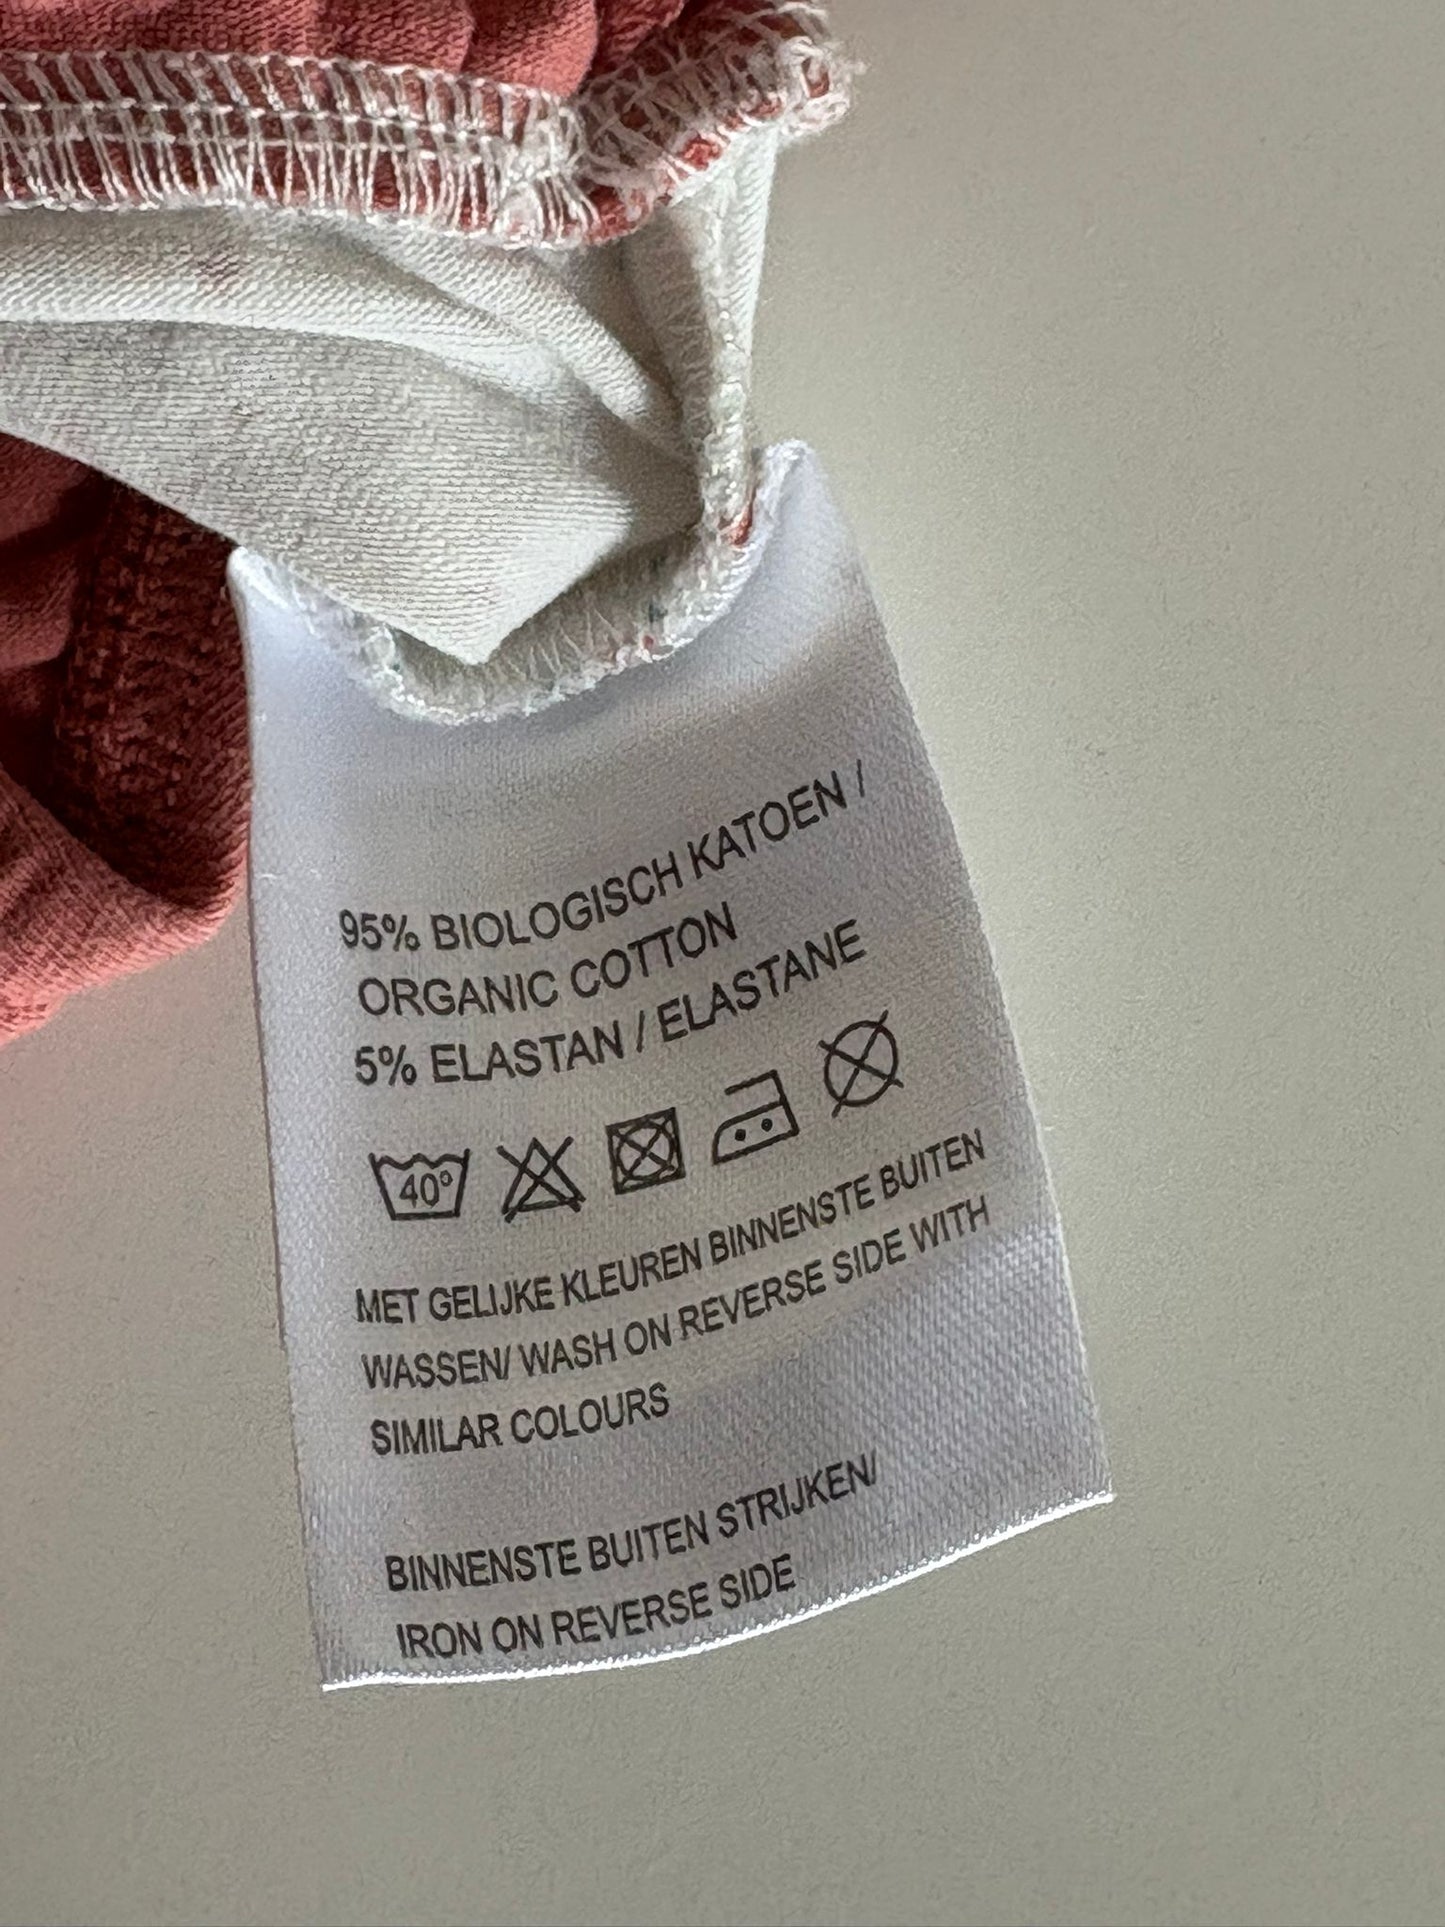 95% BIOLOGISCH KATOEN /
ORGANIC COTTON
5% ELASTAN / ELASTANE
40°
MET GELIJKE KLEUREN BINNENSTE BUITEN
WASSEN/ WASH ON REVERSE SIDE WITH
SIMILAR COLOURS
BINNENSTE BUITEN STRIJKEN/
IRON ON REVERSE SIDE